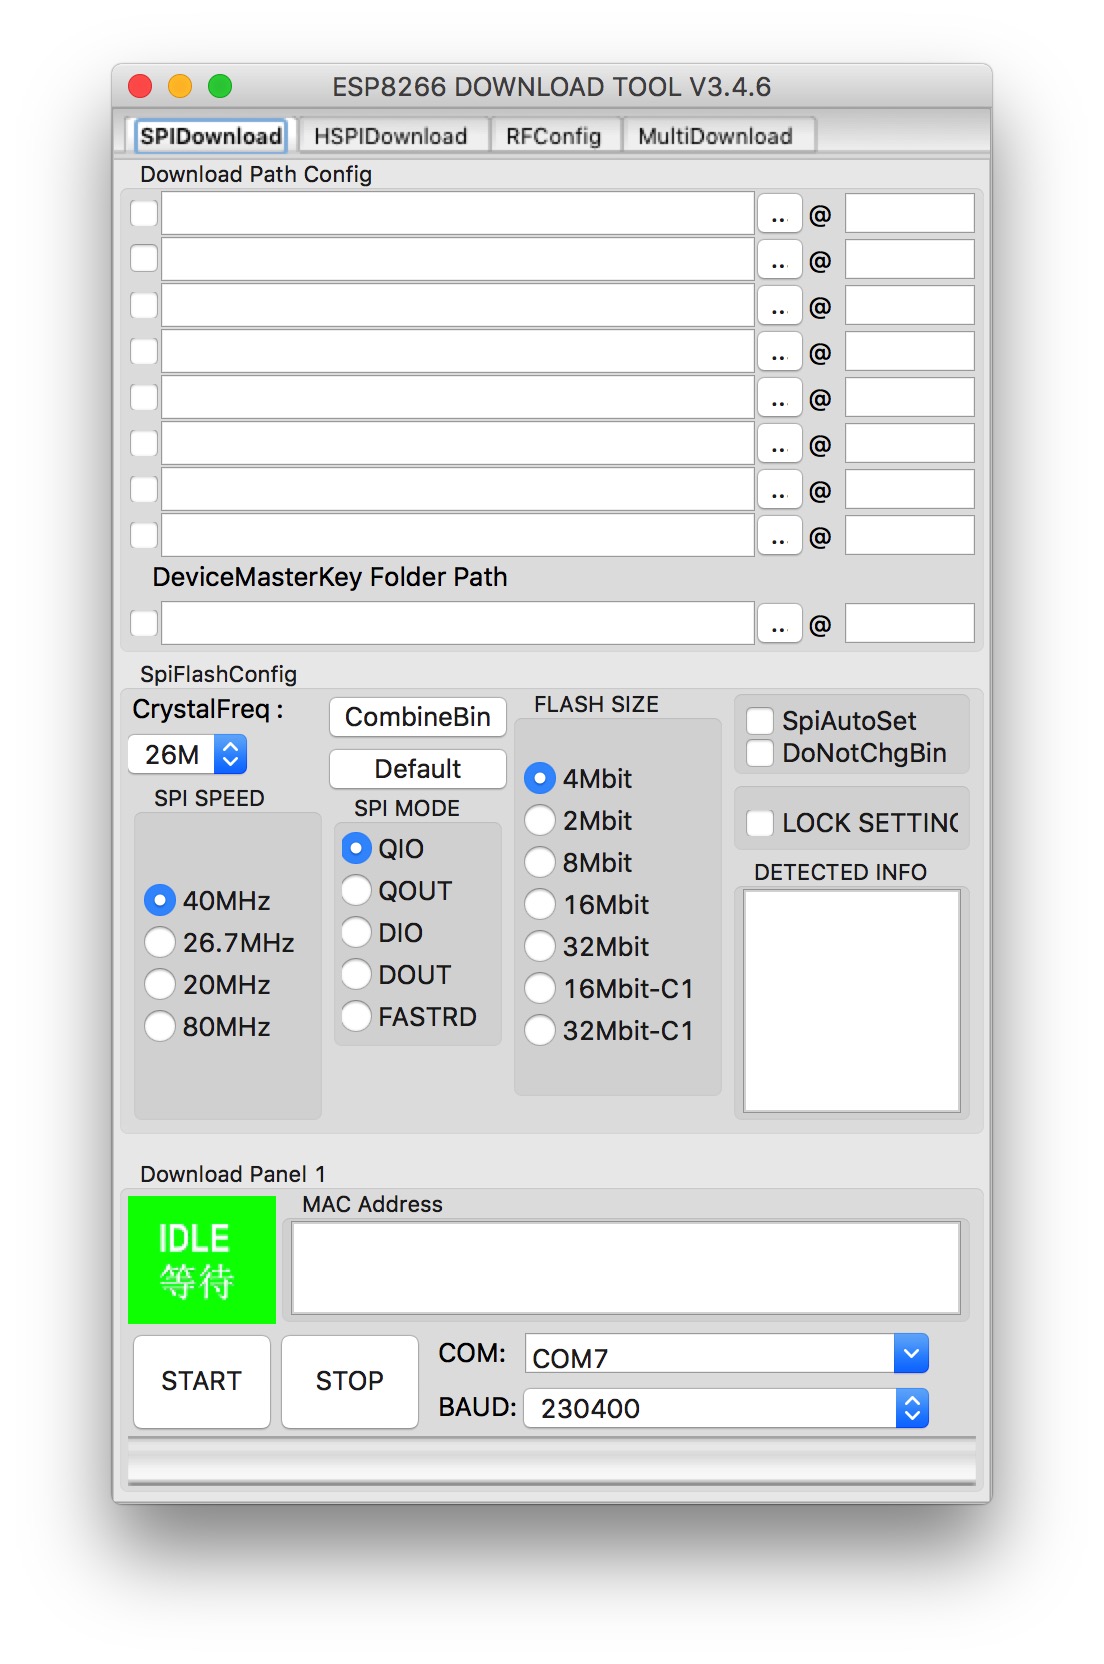 ESP8266 DOWNLOAD TOOL V3.4.6
SPIDownload HSPIDownload RFConfig MultiDownload
Download Path Config
.. @
.. @
.. @
.. @
.. @
.. @
.. @
.. @
DeviceMasterKey Folder Path
.. @
SpiFlashConfig
CrystalFreq :
26M
SPI SPEED
40MHz
26.7MHz
20MHz
80MHz
CombineBin
Default
SPI MODE
QIO
QOUT
DIO
DOUT
FASTRD
FLASH SIZE
4Mbit
2Mbit
8Mbit
16Mbit
32Mbit
16Mbit-C1
32Mbit-C1
SpiAutoSet
DoNotChgBin
LOCK SETTING
DETECTED INFO
Download Panel 1
IDLE
等待
MAC Address
START STOP
COM: COM7
BAUD: 230400